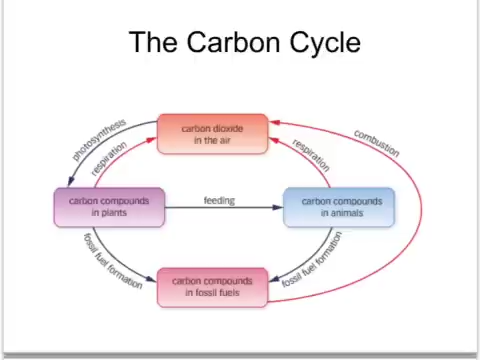 The Carbon Cycle
carbon dioxide
in the air
photosynthesis
respiration
respiration
combustion
carbon compounds
in plants
feeding
carbon compounds
in animals
fossil fuel formation
fossil fuel formation
carbon compounds
in fossil fuels